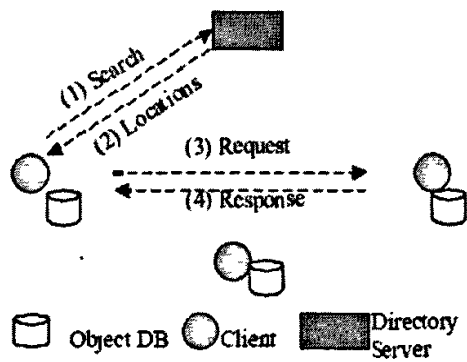 (1) Search
(2) Locations
(3) Request
(4) Response
Object DB
Client
Directory
Server